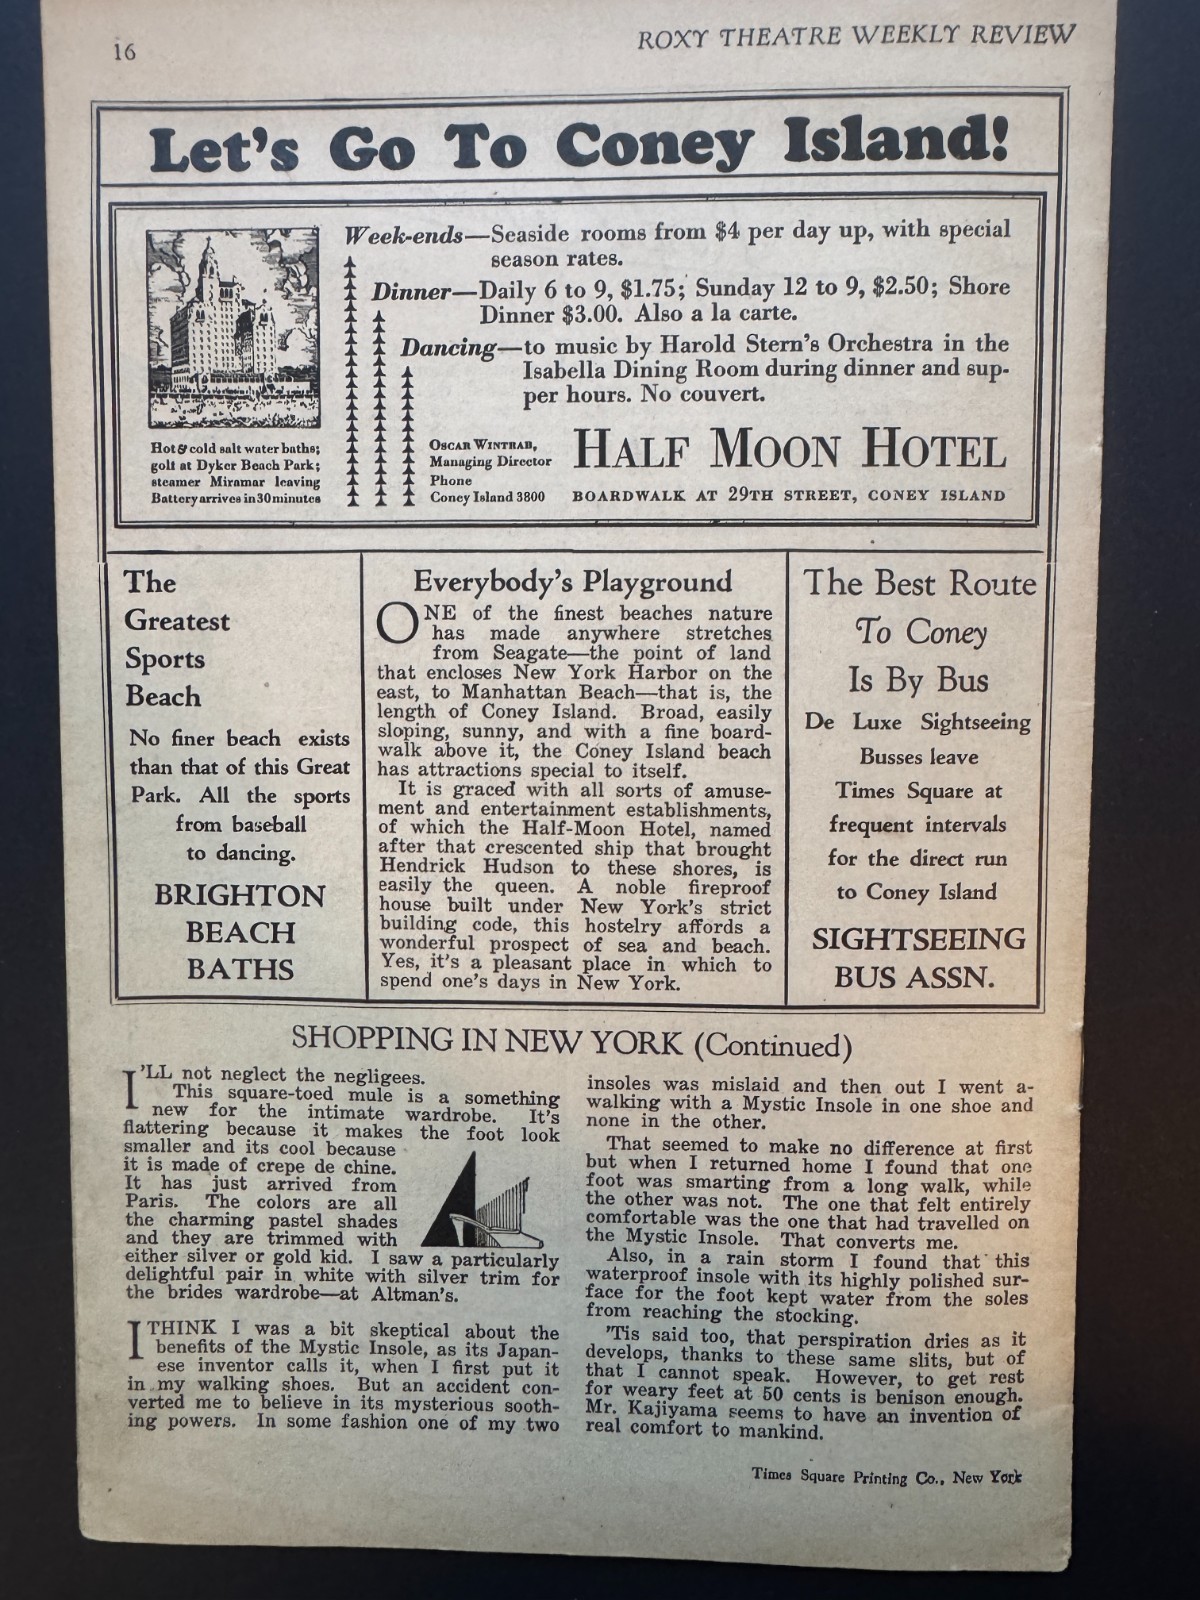 16
ROXY THEATRE WEEKLY REVIEW
Let's Go To Coney Island!
Week-ends—Seaside rooms from $4 per day up, with special
season rates.
Dinner—Daily 6 to 9, $1.75; Sunday 12 to 9, $2.50; Shore
Dinner $3.00. Also a la carte.
Dancing—to music by Harold Stern's Orchestra in the
Isabella Dining Room during dinner and sup-
per hours. No couvert.
Hot & cold salt water baths;
golf at Dyker Beach Park;
steamer Miramar leaving
Battery arrives in 30 minutes
OSCAR WINTRAB,
Managing Director
Phone
Coney Island 3800
HALF MOON HOTEL
BOARDWALK AT 29TH STREET, CONEY ISLAND
The
Greatest
Sports
Beach
No finer beach exists
than that of this Great
Park. All the sports
from baseball
to dancing.
BRIGHTON
BEACH
BATHS
Everybody's Playground
ONE of the finest beaches nature
has made anywhere stretches
from Seagate—the point of land
that encloses New York Harbor on the
east, to Manhattan Beach—that is, the
length of Coney Island. Broad, easily
sloping, sunny, and with a fine board-
walk above it, the Coney Island beach
has attractions special to itself.
It is graced with all sorts of amuse-
ment and entertainment establishments,
of which the Half-Moon Hotel, named
after that crescented ship that brought
Hendrick Hudson to these shores, is
easily the queen. A noble fireproof
house built under New York's strict
building code, this hostelry affords a
wonderful prospect of sea and beach.
Yes, it's a pleasant place in which to
spend one's days in New York.
The Best Route
To Coney
Is By Bus
De Luxe Sightseeing
Busses leave
Times Square at
frequent intervals
for the direct run
to Coney Island
SIGHTSEEING
BUS ASSN.
SHOPPING IN NEW YORK (Continued)
I'LL not neglect the negligees.
This square-toed mule is a something
new for the intimate wardrobe. It's
flattering because it makes the foot look
smaller and its cool because
it is made of crepe de chine.
It has just arrived from
Paris. The colors are all
the charming pastel shades
and they are trimmed with
either silver or gold kid. I saw a particularly
delightful pair in white with silver trim for
the brides wardrobe—at Altman's.
I THINK I was a bit skeptical about the
benefits of the Mystic Insole, as its Japan-
ese inventor calls it, when I first put it
in my walking shoes. But an accident con-
verted me to believe in its mysterious sooth-
ing powers. In some fashion one of my two
insoles was mislaid and then out I went a-
walking with a Mystic Insole in one shoe and
none in the other.
That seemed to make no difference at first
but when I returned home I found that one
foot was smarting from a long walk, while
the other was not. The one that felt entirely
comfortable was the one that had travelled on
the Mystic Insole. That converts me.
Also, in a rain storm I found that this
waterproof insole with its highly polished sur-
face for the foot kept water from the soles
from reaching the stocking.
'Tis said too, that perspiration dries as it
develops, thanks to these same slits, but of
that I cannot speak. However, to get rest
for weary feet at 50 cents is benison enough.
Mr. Kajiyama seems to have an invention of
real comfort to mankind.
Times Square Printing Co., New York